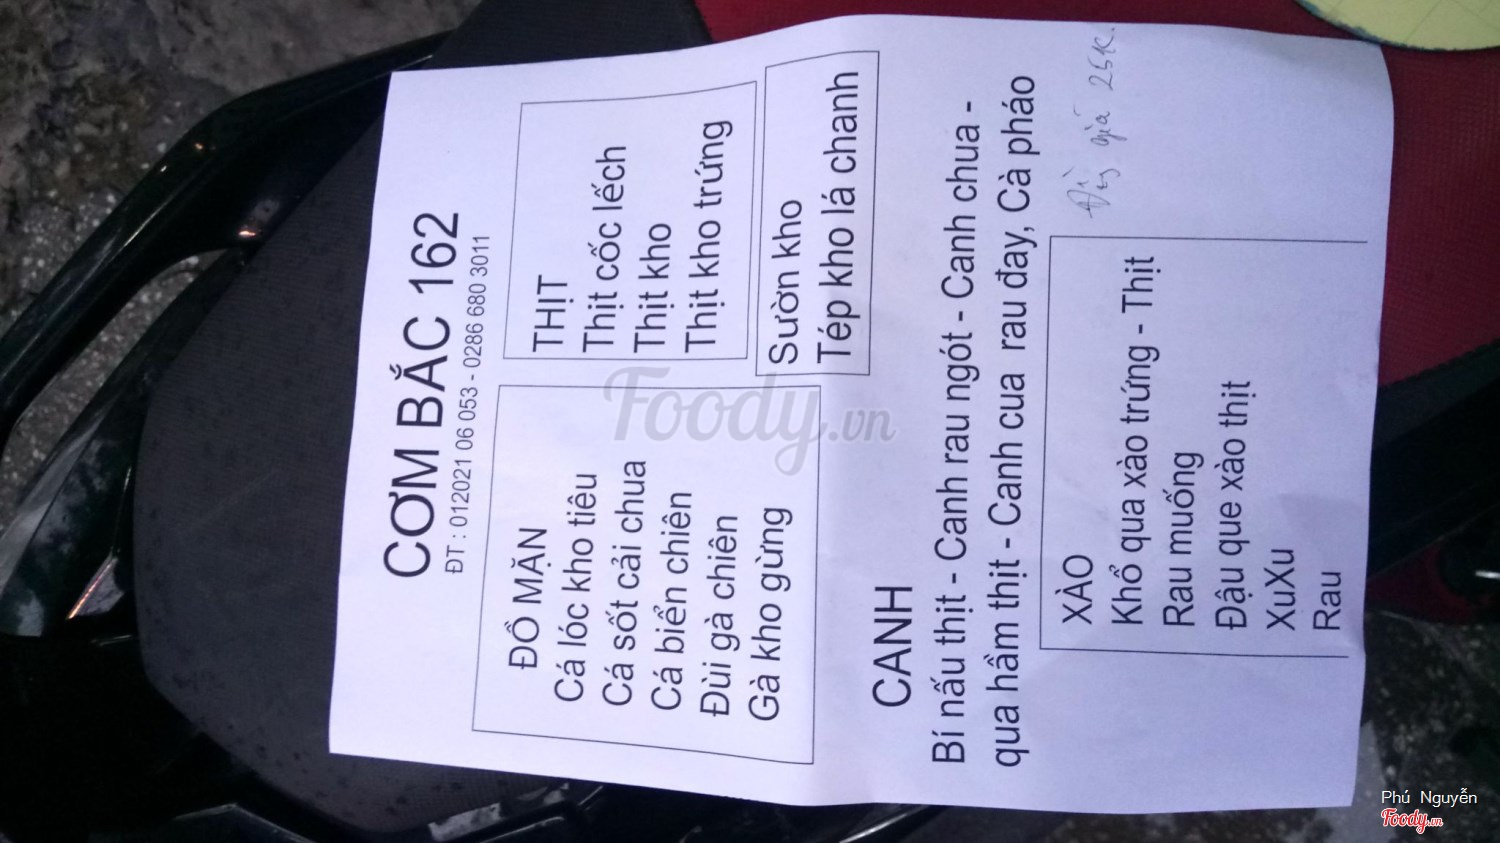 CƠM BẮC 162
ĐT : 012021 06 053 - 0286 680 3011
ĐỒ MẶN
Cá lóc kho tiêu
Cá sốt cải chua
Cá biển chiên
Đùi gà chiên
Gà kho gừng
THỊT
Thịt cốc lếch
Thịt kho
Thịt kho trứng
Sườn kho
Tép kho lá chanh
CANH
Bí nấu thịt - Canh rau ngót - Canh chua -
qua hầm thịt - Canh cua rau đay, Cà pháo
XÀO
Khổ qua xào trứng - Thịt
Rau muống
Đậu que xào thịt
XuXu
Rau
giá 25K.
Foody.vn
Phú Nguyễn
Foody.vn